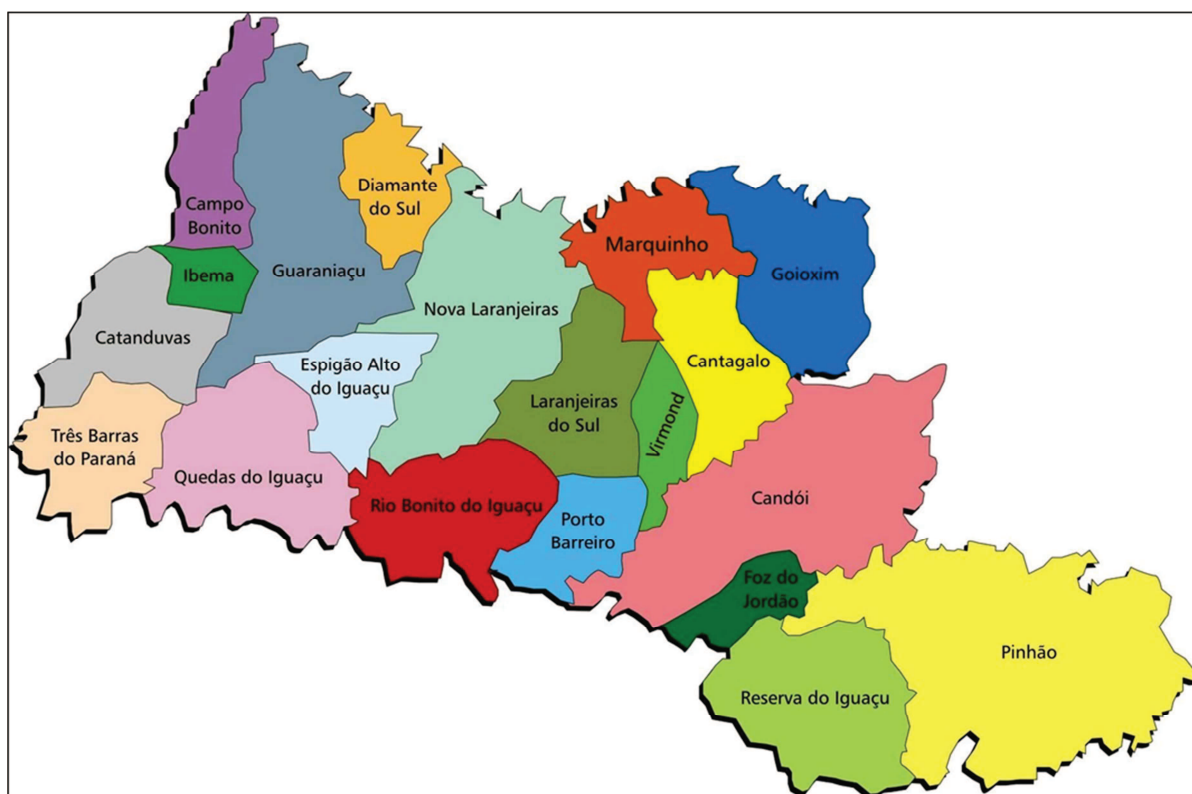 Campo
Bonito
Diamante
do Sul
Marquinho
Goioxim
Ibema
Guaraniaçu
Nova Laranjeiras
Catanduvas
Espigão Alto
do Iguaçu
Cantagalo
Laranjeiras
do Sul
Virmond
Três Barras
do Paraná
Quedas do Iguaçu
Rio Bonito do Iguaçu
Candói
Porto
Barreiro
Foz do
Jordão
Pinhão
Reserva do Iguaçu